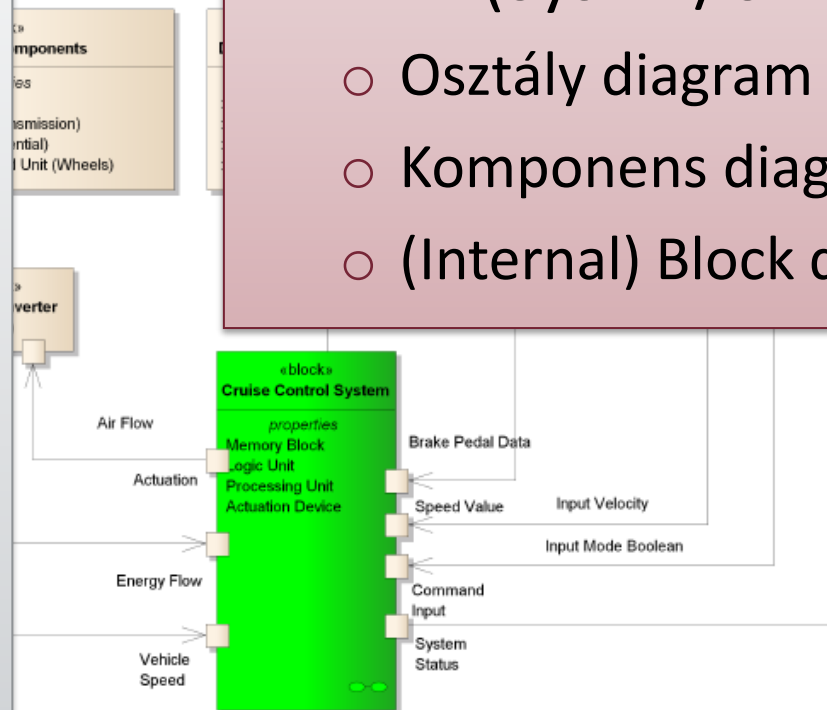 Osztály diagram
Komponens diag
(Internal) Block
mponents
ies
nsmission)
ntial)
l Unit (Wheels)
verter
«block»
Cruise Control System
properties
Memory Block
Logic Unit
Processing Unit
Actuation Device
Air Flow
Actuation
Energy Flow
Vehicle
Speed
Brake Pedal Data
Speed Value
Input Velocity
Input Mode Boolean
Command
Input
System
Status